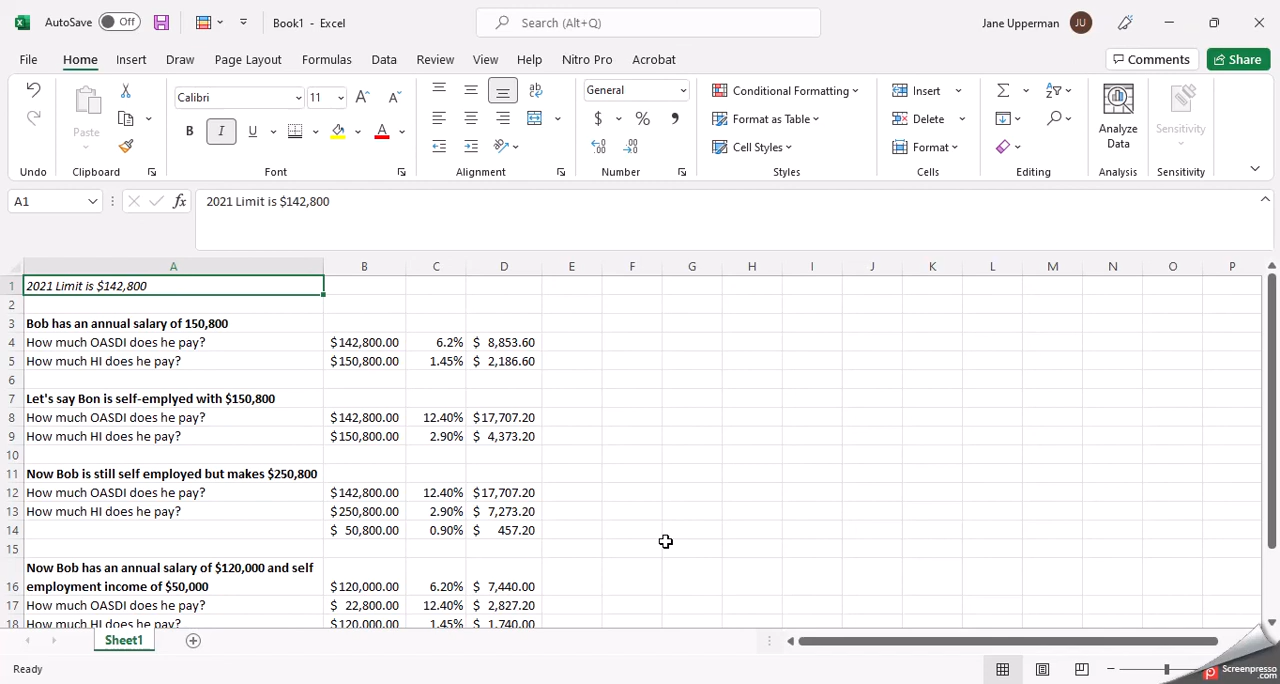 AutoSave Off Book1 - Excel Search (Alt+Q) Jane Upperman JU
File Home Insert Draw Page Layout Formulas Data Review View Help Nitro Pro Acrobat Comments Share
Calibri 11 General Conditional Formatting Insert
Paste B I U A $ % , Format as Table Delete Analyze Data Sensitivity
Cell Styles Format
Undo Clipboard Font Alignment Number Styles Cells Editing Analysis Sensitivity
A1 fx 2021 Limit is $142,800
A B C D E F G H I J K L M N O P
1 2021 Limit is $142,800
2
3 Bob has an annual salary of 150,800
4 How much OASDI does he pay? $142,800.00 6.2% $ 8,853.60
5 How much HI does he pay? $150,800.00 1.45% $ 2,186.60
6
7 Let's say Bon is self-emplyed with $150,800
8 How much OASDI does he pay? $142,800.00 12.40% $17,707.20
9 How much HI does he pay? $150,800.00 2.90% $ 4,373.20
10
11 Now Bob is still self employed but makes $250,800
12 How much OASDI does he pay? $142,800.00 12.40% $17,707.20
13 How much HI does he pay? $250,800.00 2.90% $ 7,273.20
14 $ 50,800.00 0.90% $ 457.20
15
Now Bob has an annual salary of $120,000 and self
16 employment income of $50,000 $120,000.00 6.20% $ 7,440.00
17 How much OASDI does he pay? $ 22,800.00 12.40% $ 2,827.20
18 How much HI does he pay? $120,000.00 1.45% $ 1,740.00
Sheet1
Ready
Screenpresso
.com